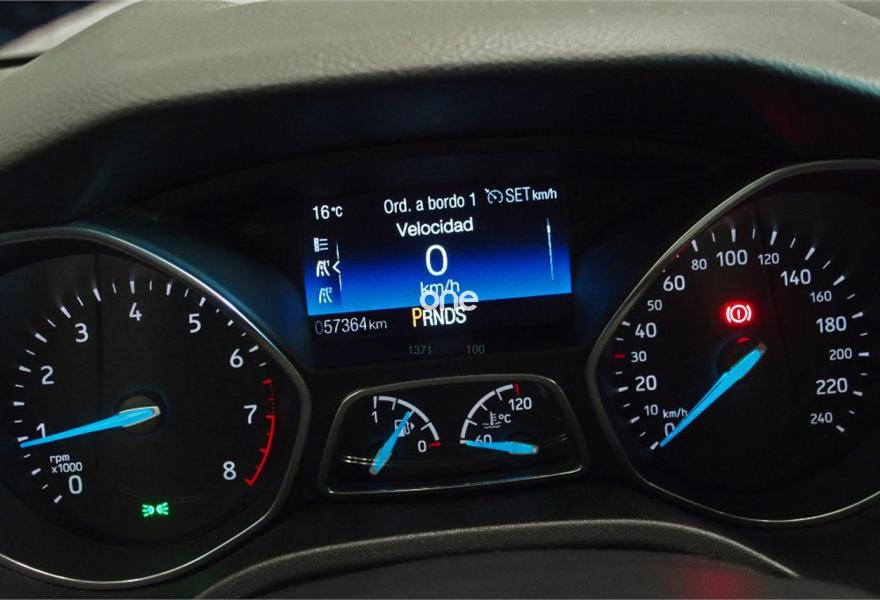 16°C
Ord. a bordo 1
SET km/h
Velocidad
0
km/h
one
057364km
PRNDS
1371 100
0
1
2
3
4
5
6
7
8
rpm
x1000
1
0
60
120
°C
0
10
20
30
40
50
60
80
100
120
140
160
180
200
220
240
km/h